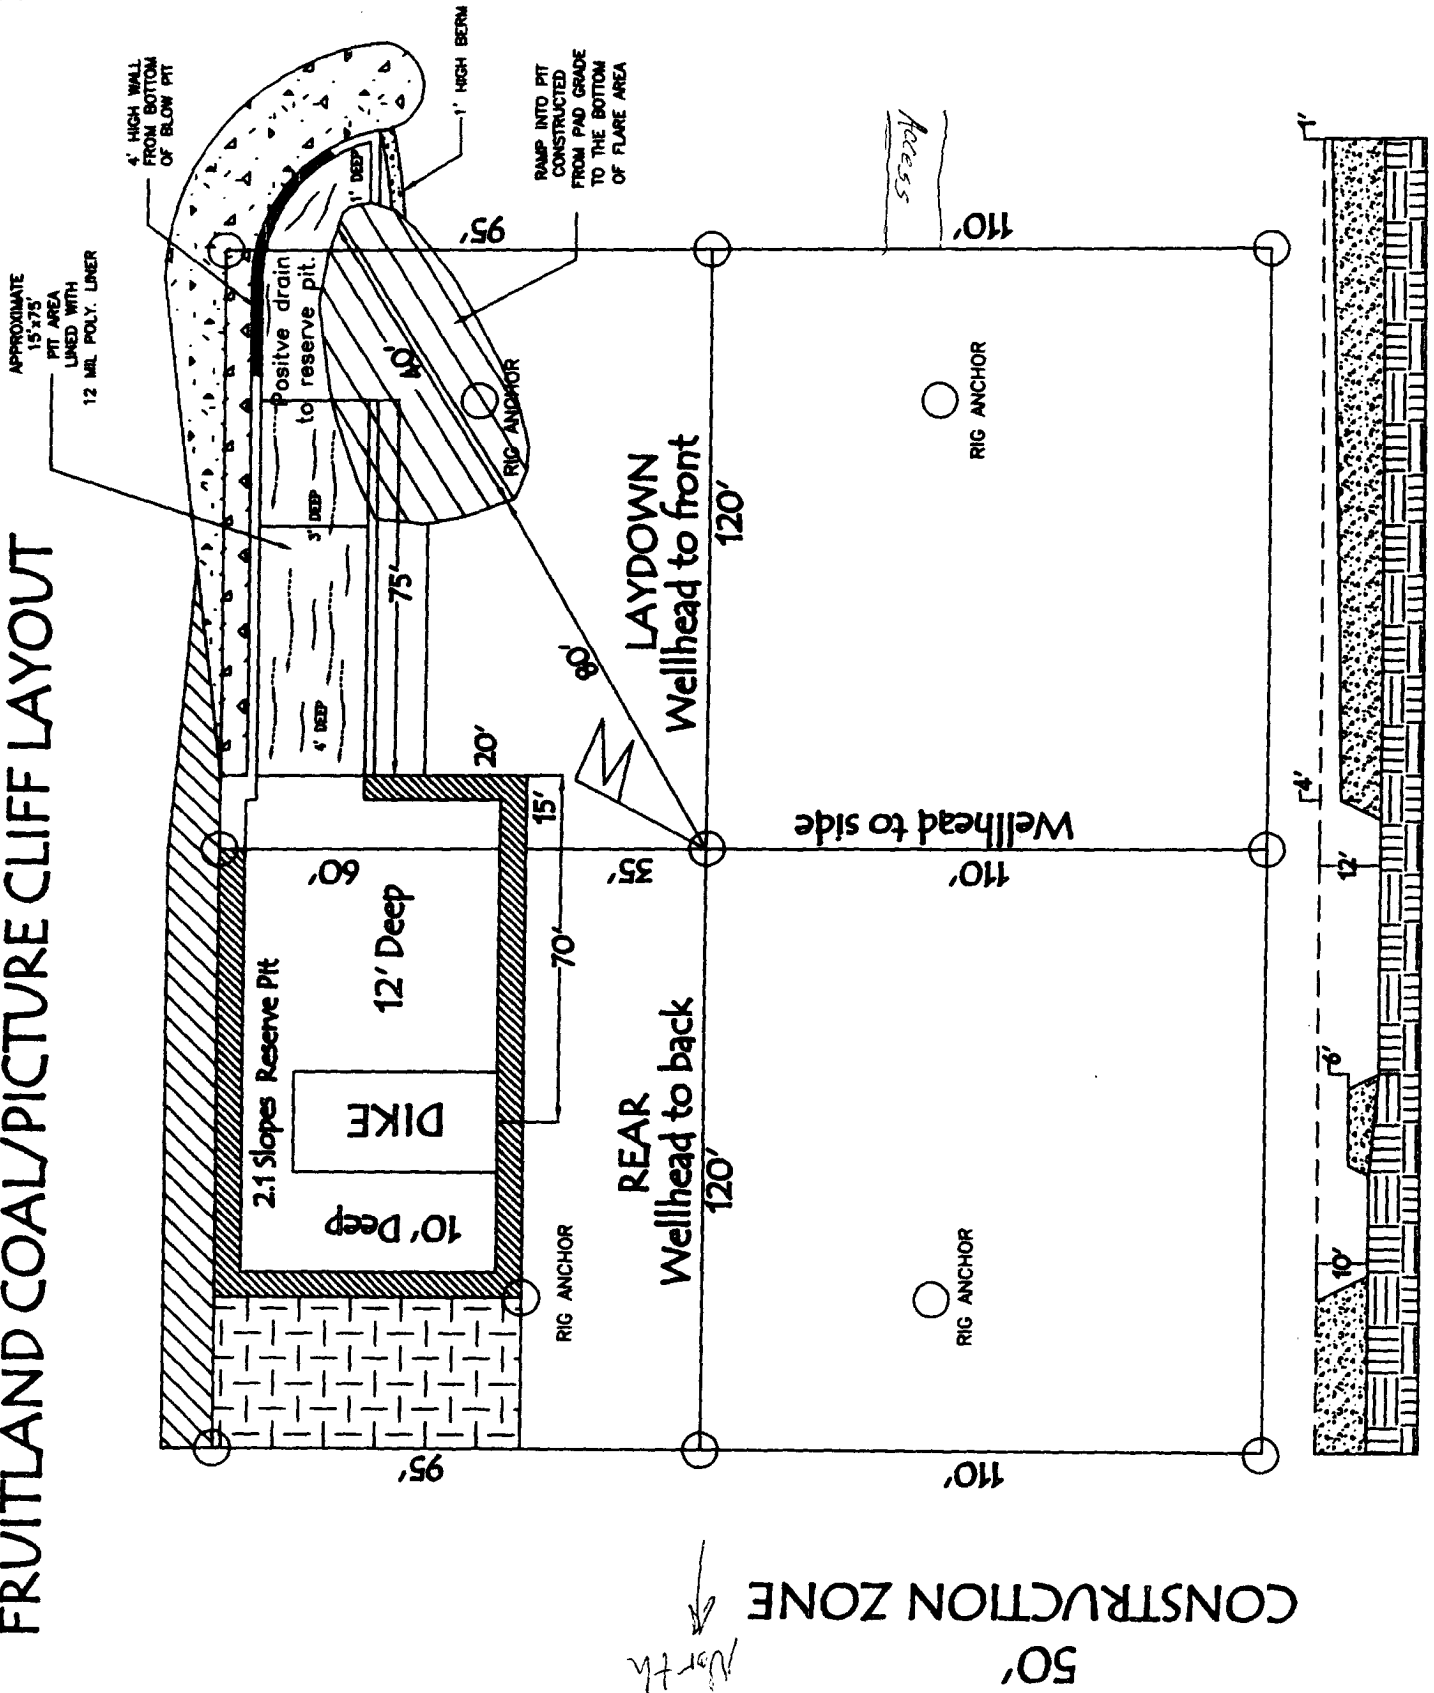 FRUITLAND COAL/PICTURE CLIFF LAYOUT
APPROXIMATE
15'x75'
PIT AREA
LINED WITH
12 MIL POLY. LINER
4' HIGH WALL
FROM BOTTOM
OF BLOW PIT
1' HIGH BERM
RAMP INTO PIT
CONSTRUCTED
FROM PAD GRADE
TO THE BOTTOM
OF FLARE AREA
1' DEEP
Positve drain
to reserve pit.
3' DEEP
4' DEEP
75'
40'
80'
RIG ANCHOR
95'
20'
15'
2.1 Slopes Reserve Pit
12' Deep
DIKE
10' Deep
60'
35'
70'
RIG ANCHOR
95'
LAYDOWN
Wellhead to front
120'
REAR
Wellhead to back
120'
Wellhead to side
110'
110'
110'
Access
RIG ANCHOR
RIG ANCHOR
North
50'
CONSTRUCTION ZONE
1'
4'
12'
6'
10'